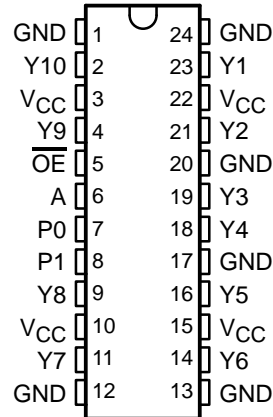 GND 1 24 GND
Y10 2 23 Y1
VCC 3 22 VCC
Y9 4 21 Y2
OE 5 20 GND
A 6 19 Y3
P0 7 18 Y4
P1 8 17 GND
Y8 9 16 Y5
VCC 10 15 VCC
Y7 11 14 Y6
GND 12 13 GND